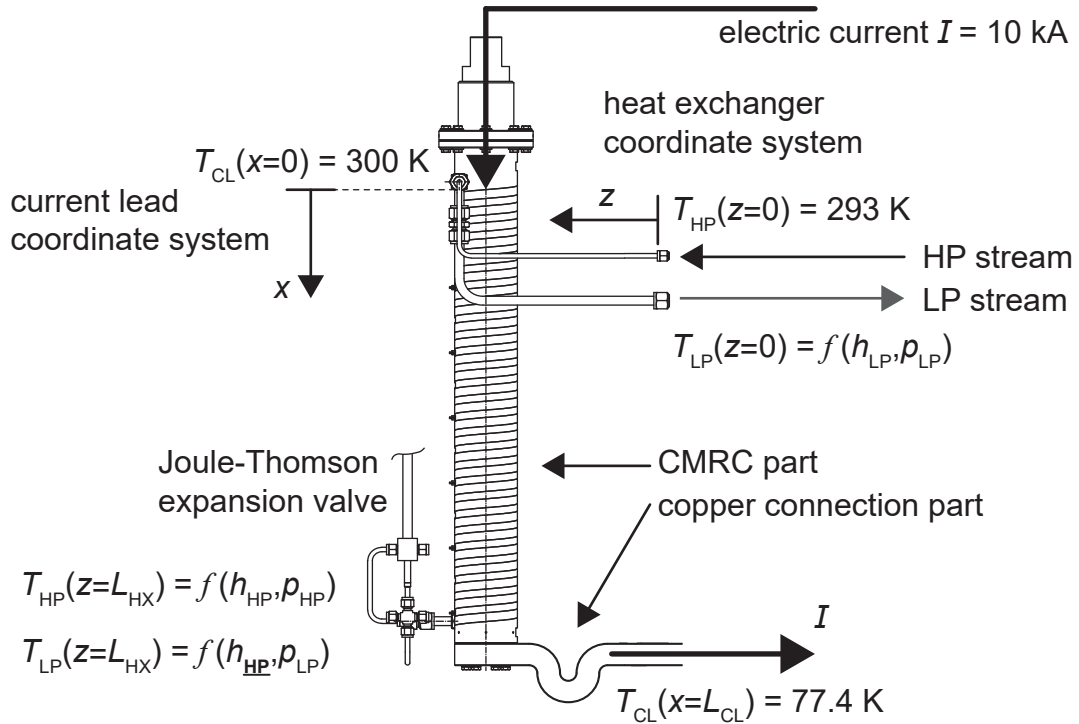 electric current I = 10 kA
heat exchanger
coordinate system
T_CL(x=0) = 300 K
current lead
coordinate system
z
T_HP(z=0) = 293 K
x
HP stream
LP stream
T_LP(z=0) = f(h_LP,p_LP)
Joule-Thomson
expansion valve
CMRC part
copper connection part
T_HP(z=L_HX) = f(h_HP,p_HP)
T_LP(z=L_HX) = f(h_HP,p_LP)
I
T_CL(x=L_CL) = 77.4 K